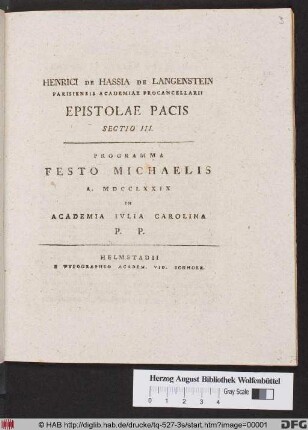 HENRICI DE HASSIA DE LANGENSTEIN
PARISIENSIS ACADEMIAE PROCANCELLARII
EPISTOLAE PACIS
SECTIO III.
PROGRAMMA
FESTO MICHAELIS
A. MDCCLXXIX
IN
ACADEMIA IVLIA CAROLINA
P. P.
HELMSTADII
E TYPOGRAPHEO ACADEM. VID. SCHNORR.
Herzog August Bibliothek Wolfenbüttel
0 1 2 3 4 Gray Scale
© HAB http://diglib.hab.de/drucke/tq-527-3s/start.htm?image=00001
DFG